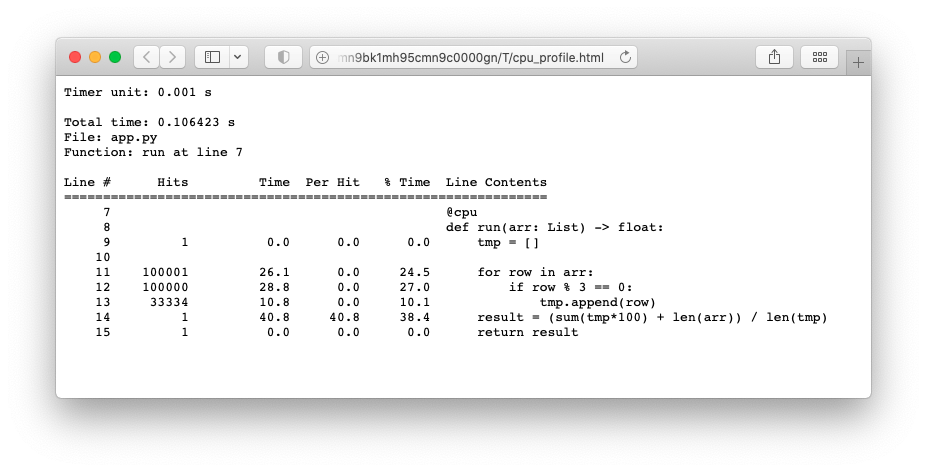 mn9bk1mh95cmn9c0000gn/T/cpu_profile.html
Timer unit: 0.001 s
Total time: 0.106423 s
File: app.py
Function: run at line 7
Line # Hits Time Per Hit % Time Line Contents
==============================================================
7 @cpu
8 def run(arr: List) -> float:
9 1 0.0 0.0 0.0 tmp = []
10
11 100001 26.1 0.0 24.5 for row in arr:
12 100000 28.8 0.0 27.0 if row % 3 == 0:
13 33334 10.8 0.0 10.1 tmp.append(row)
14 1 40.8 40.8 38.4 result = (sum(tmp*100) + len(arr)) / len(tmp)
15 1 0.0 0.0 0.0 return result